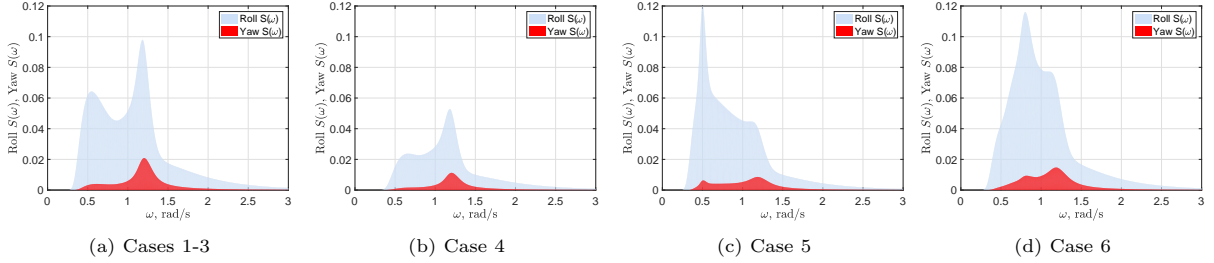 0.12
0.1
0.08
0.06
0.04
0.02
0
Roll S(ω), Yaw S(ω)
Roll S(ω)
Yaw S(ω)
0 0.5 1 1.5 2 2.5 3
ω, rad/s
(a) Cases 1-3
0.12
0.1
0.08
0.06
0.04
0.02
0
Roll S(ω), Yaw S(ω)
Roll S(ω)
Yaw S(ω)
0 0.5 1 1.5 2 2.5 3
ω, rad/s
(b) Case 4
0.12
0.1
0.08
0.06
0.04
0.02
0
Roll S(ω), Yaw S(ω)
Roll S(ω)
Yaw S(ω)
0 0.5 1 1.5 2 2.5 3
ω, rad/s
(c) Case 5
0.12
0.1
0.08
0.06
0.04
0.02
0
Roll S(ω), Yaw S(ω)
Roll S(ω)
Yaw S(ω)
0 0.5 1 1.5 2 2.5 3
ω, rad/s
(d) Case 6